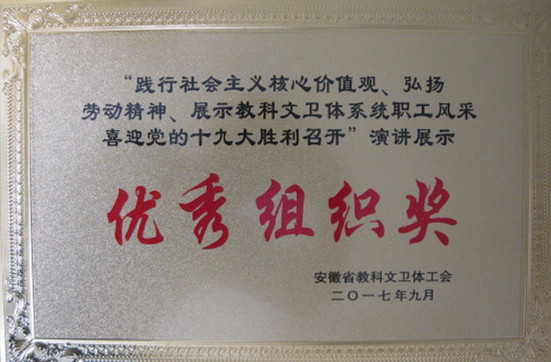 “践行社会主义核心价值观、弘扬
劳动精神、展示教科文卫体系统职工风采
喜迎党的十九大胜利召开”演讲展示
优秀组织奖
安徽省教科文卫体工会
二〇一七年九月